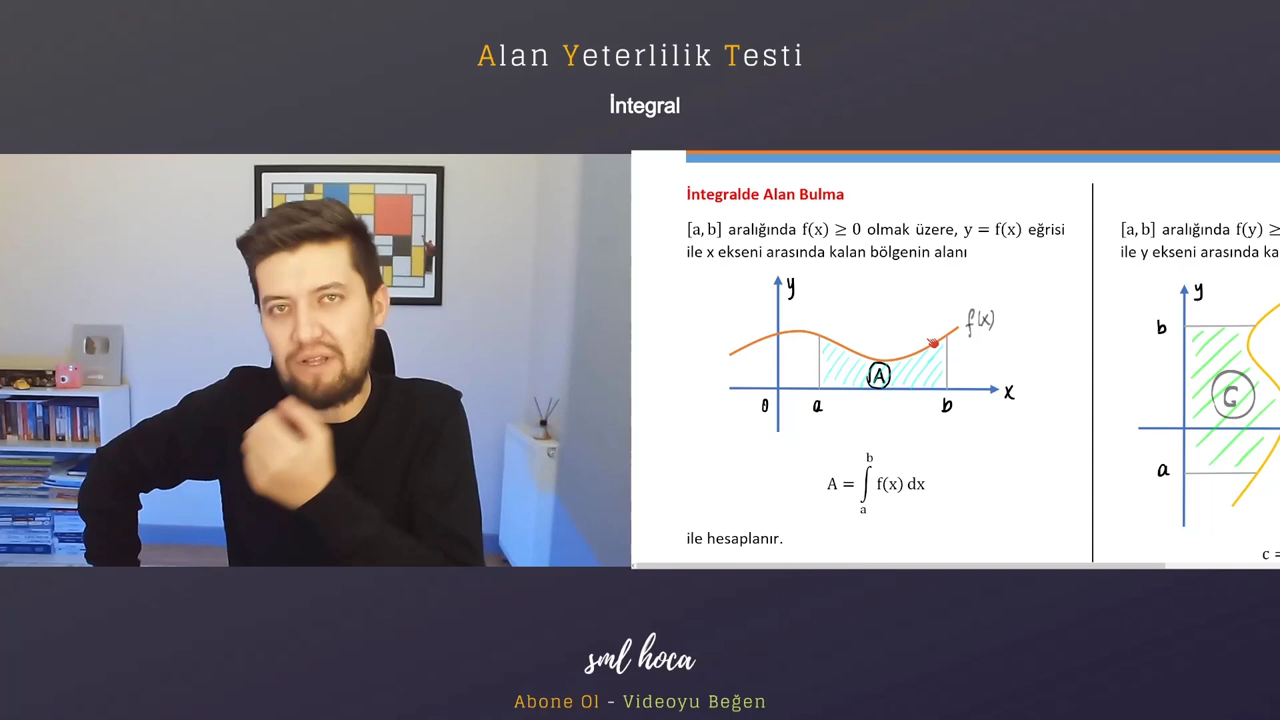 Alan Yeterlilik Testi
İntegral
İntegralde Alan Bulma
[a, b] aralığında f(x) ≥ 0 olmak üzere, y = f(x) eğrisi
ile x ekseni arasında kalan bölgenin alanı
y
f(x)
A
0 a b x
b
A = ∫ f(x) dx
a
ile hesaplanır.
[a, b] aralığında f(y) ≥
ile y ekseni arasında ka
y
b
G
a
c =
sml hoca
Abone Ol - Videoyu Beğen